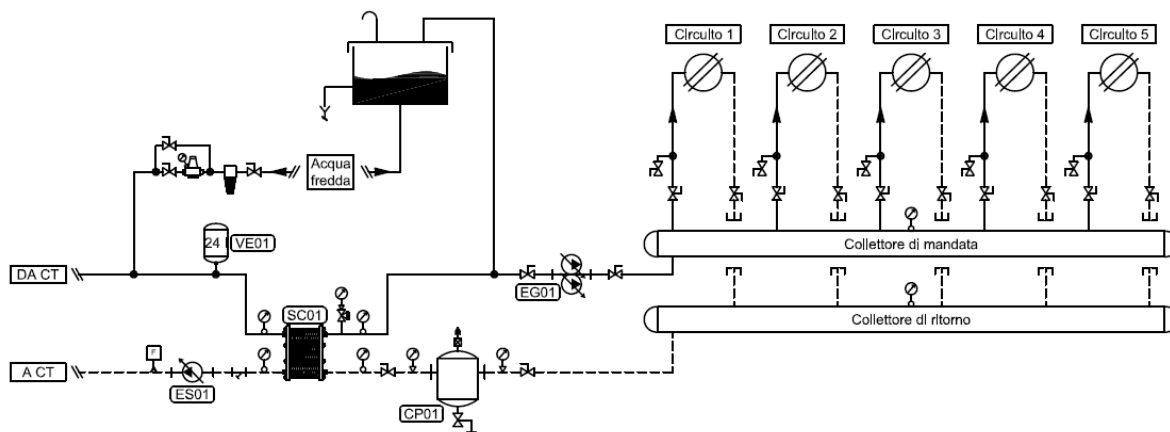 Circuito 1
Circuito 2
Circuito 3
Circuito 4
Circuito 5
Acqua
fredda
24 l
VE01
Collettore di mandata
DA CT
EG01
SC01
Collettore di ritorno
F
A CT
ES01
CP01